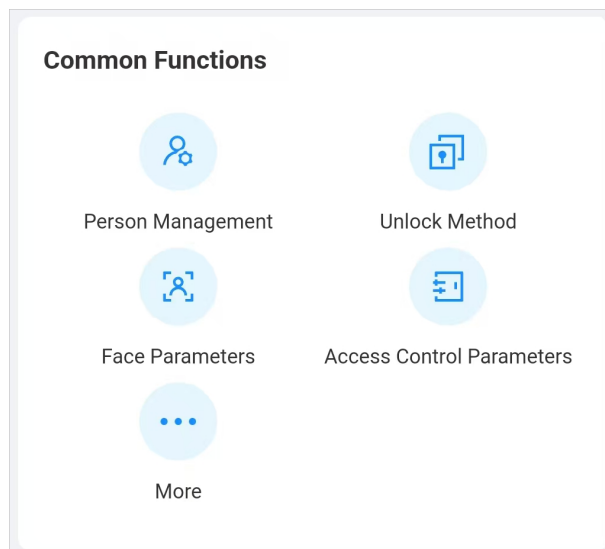 Common Functions
Person Management
Unlock Method
Face Parameters
Access Control Parameters
More